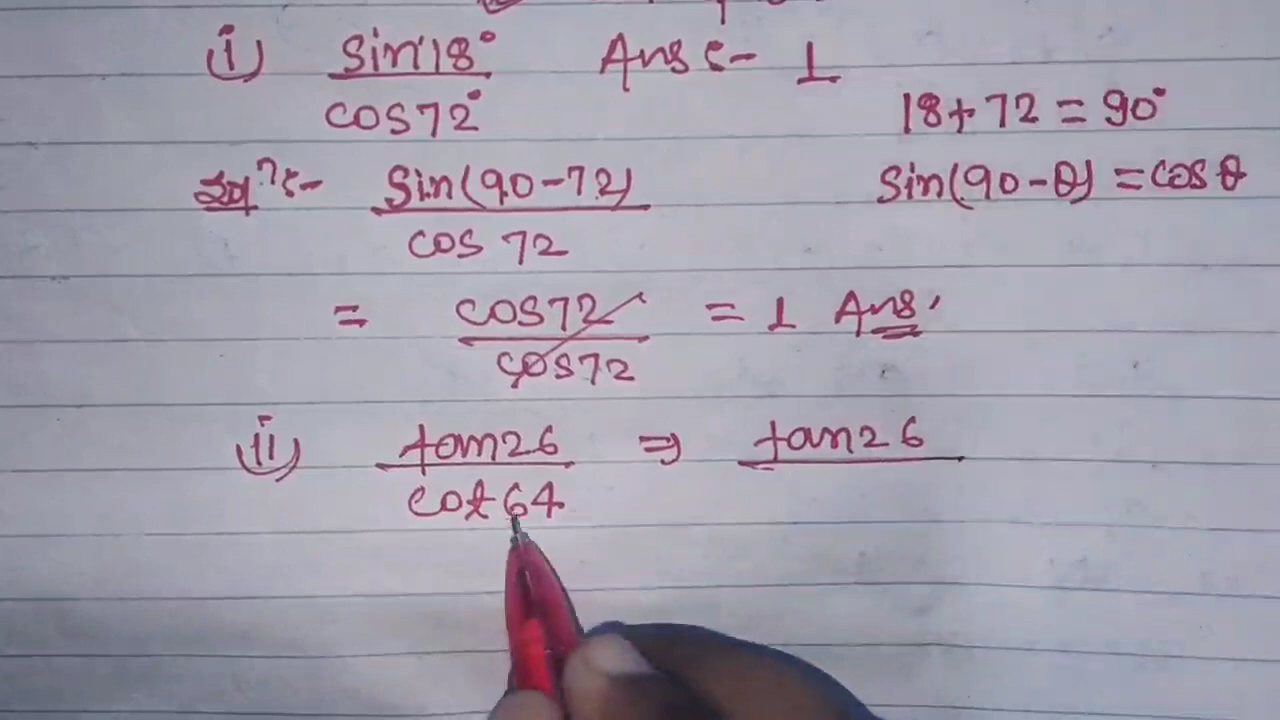 (i) sin18° Ans:- 1
cos72°
18+72=90°
Sol^n:- Sin(90-72)
cos 72
Sin(90-θ)=cosθ
= cos72 = 1 Ans.
cos72
(ii) tan26 ⇒ tan26
cot64